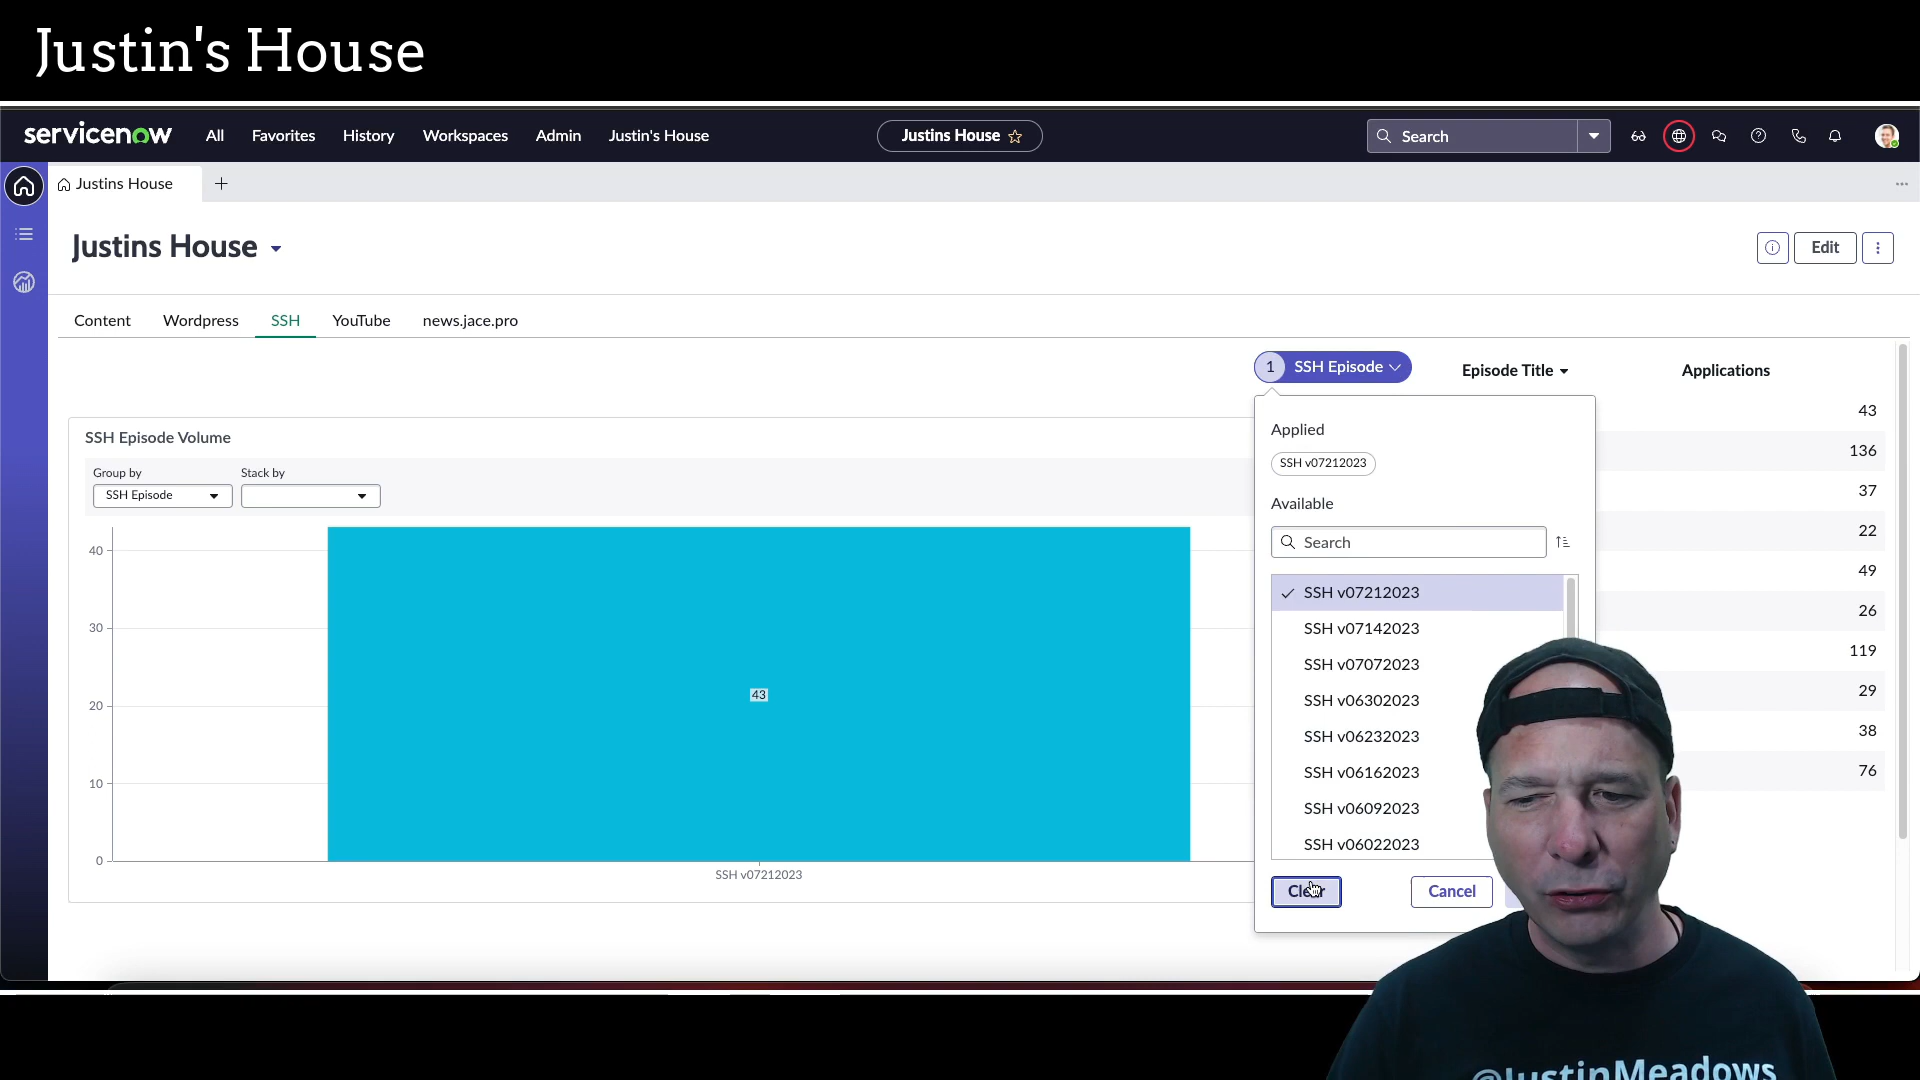 Justin's House
servicenow All Favorites History Workspaces Admin Justin's House Justins House Search
Justins House
Justins House Edit
Content Wordpress SSH YouTube news.jace.pro
1 SSH Episode Episode Title Applications
SSH Episode Volume
Group by Stack by
SSH Episode
40
30
20
10
0
43
SSH v07212023
Applied
SSH v07212023
Available
Search
SSH v07212023
SSH v07142023
SSH v07072023
SSH v06302023
SSH v06232023
SSH v06162023
SSH v06092023
SSH v06022023
Clear Cancel
43
136
37
22
49
26
119
29
38
76
@JustinMeadows